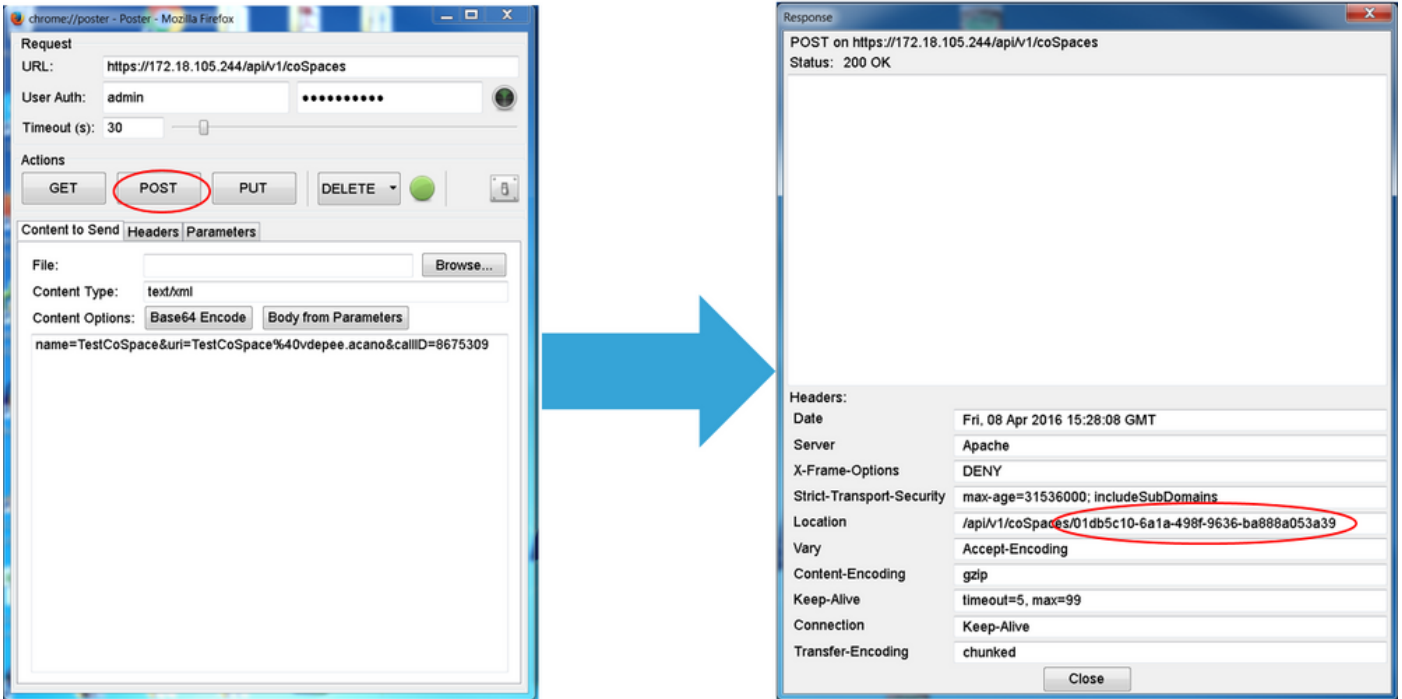 chrome://poster - Poster - Mozilla Firefox
Request
URL: https://172.18.105.244/api/v1/coSpaces
User Auth: admin ••••••••••
Timeout (s): 30
Actions
GET POST PUT DELETE
Content to Send Headers Parameters
File: Browse...
Content Type: text/xml
Content Options: Base64 Encode Body from Parameters
name=TestCoSpace&uri=TestCoSpace%40vdepee.acano&callID=8675309
Response
POST on https://172.18.105.244/api/v1/coSpaces
Status: 200 OK
Headers:
Date Fri, 08 Apr 2016 15:28:08 GMT
Server Apache
X-Frame-Options DENY
Strict-Transport-Security max-age=31536000; includeSubDomains
Location /api/v1/coSpaces/01db5c10-6a1a-498f-9636-ba888a053a39
Vary Accept-Encoding
Content-Encoding gzip
Keep-Alive timeout=5, max=99
Connection Keep-Alive
Transfer-Encoding chunked
Close